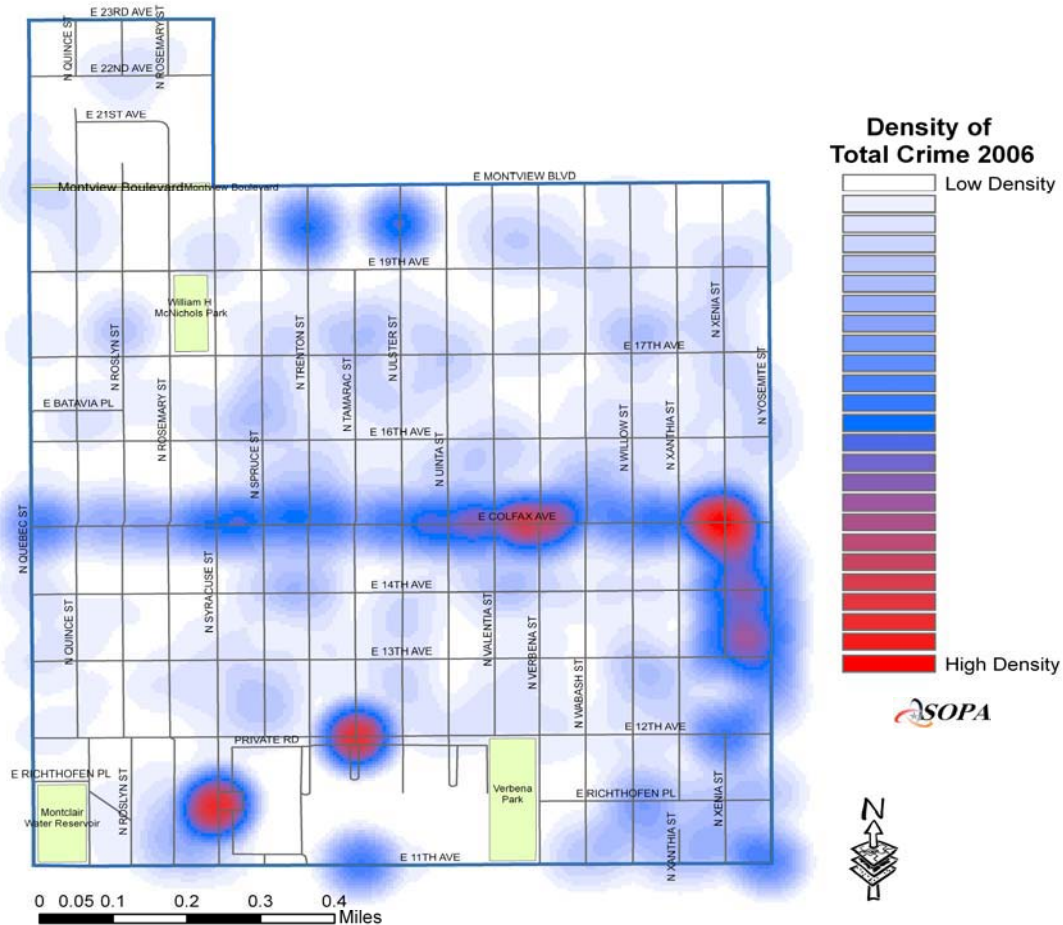 E 23RD AVE
N QUINCE ST
N ROSEMARY ST
E 22ND AVE
E 21ST AVE
Montview Boulevard
Montview Boulevard
E MONTVIEW BLVD
E 19TH AVE
William H
McNichols Park
N ROSLYN ST
N TRENTON ST
N TAMARAC ST
N ULSTER ST
E 17TH AVE
N XENIA ST
N YOSEMITE ST
E BATAVIA PL
N ROSEMARY ST
N SPRUCE ST
E 16TH AVE
N UINTA ST
N WILLOW ST
N XANTHIA ST
N QUEBEC ST
E COLFAX AVE
N SYRACUSE ST
E 14TH AVE
N QUINCE ST
N VALENTIA ST
N VERBENA ST
E 13TH AVE
N WABASH ST
E 12TH AVE
PRIVATE RD
E RICHTHOFEN PL
N ROSLYN ST
Montclair
Water Reservoir
Verbena
Park
E RICHTHOFEN PL
N XENIA ST
N XANTHIA ST
E 11TH AVE
0 0.05 0.1 0.2 0.3 0.4
Miles
Density of
Total Crime 2006
Low Density
High Density
SOPA
N